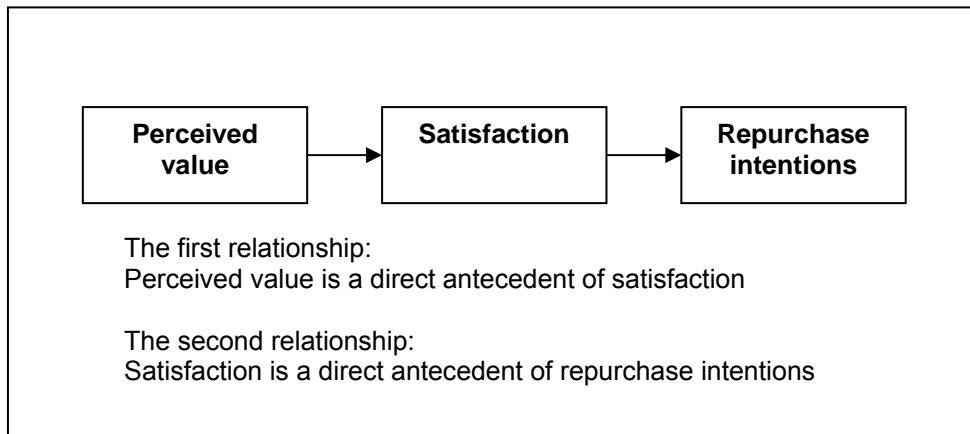 Perceived
value
Satisfaction
Repurchase
intentions
The first relationship:
Perceived value is a direct antecedent of satisfaction
The second relationship:
Satisfaction is a direct antecedent of repurchase intentions